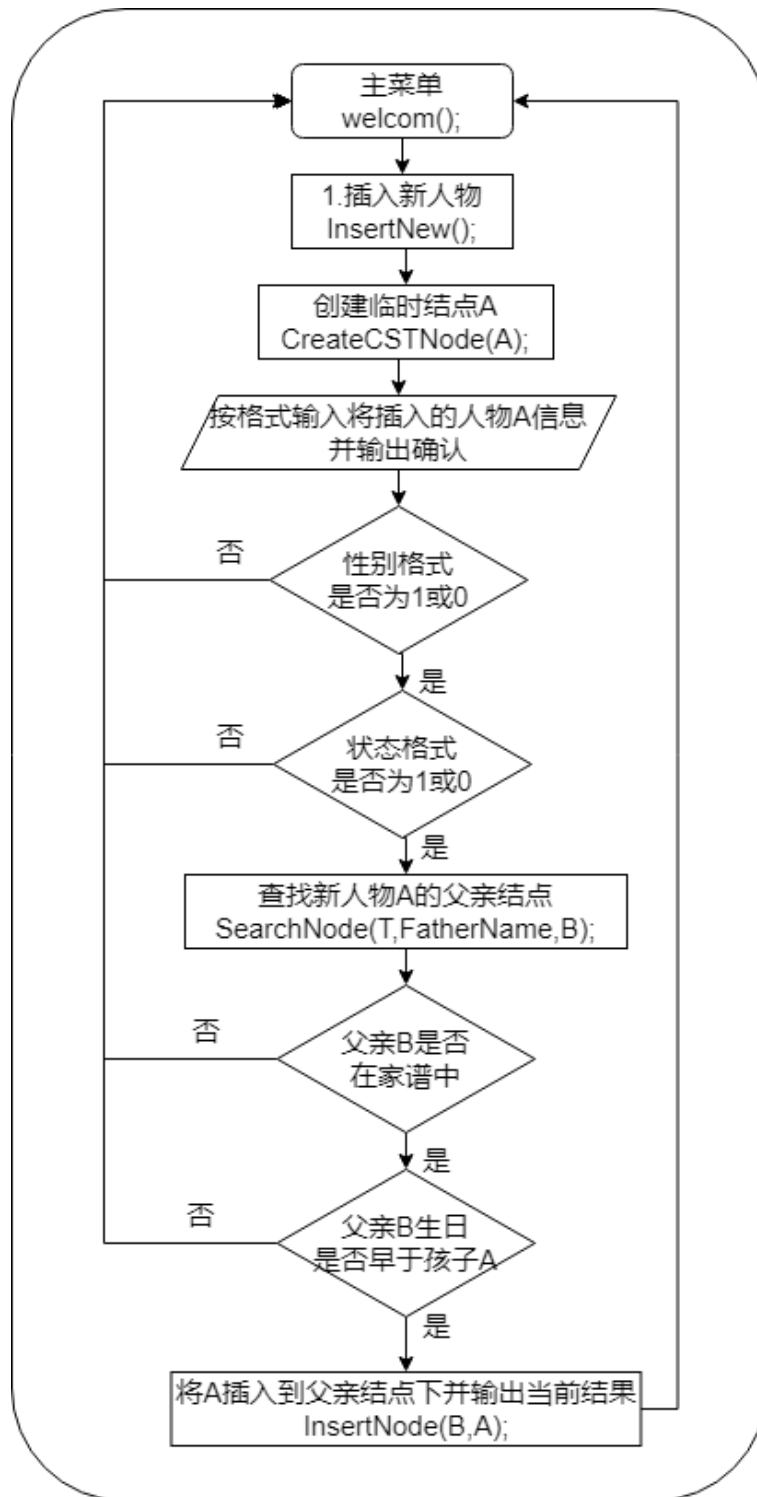 主菜单
welcom();
1.插入新人物
InsertNew();
创建临时结点A
CreateCSTNode(A);
按格式输入将插入的人物A信息
并输出确认
否
性别格式
是否为1或0
是
否
状态格式
是否为1或0
是
查找新人物A的父亲结点
SearchNode(T,FatherName,B);
否
父亲B是否
在家谱中
是
否
父亲B生日
是否早于孩子A
是
将A插入到父亲结点下并输出当前结果
InsertNode(B,A);